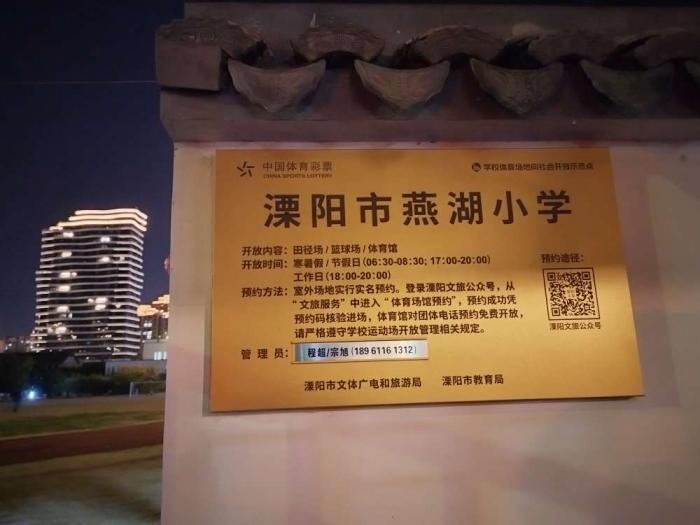 中国体育彩票
CHINA SPORTS LOTTERY
学校体育场地向社会开放示范点
溧阳市燕湖小学
开放内容：田径场/篮球场/体育馆
开放时间：寒暑假/节假日(06:30-08:30; 17:00-20:00)
工作日(18:00-20:00)
预约方法：室外场地实行实名预约。登录溧阳文旅公众号，从
“文旅服务”中进入“体育场馆预约”，预约成功凭
预约码核验进场，体育馆对团体电话预约免费开放，
请严格遵守学校运动场开放管理相关规定。
预约途径：
溧阳文旅公众号
管理员：程超/宗旭(189 6116 1312)
溧阳市文体广电和旅游局 溧阳市教育局